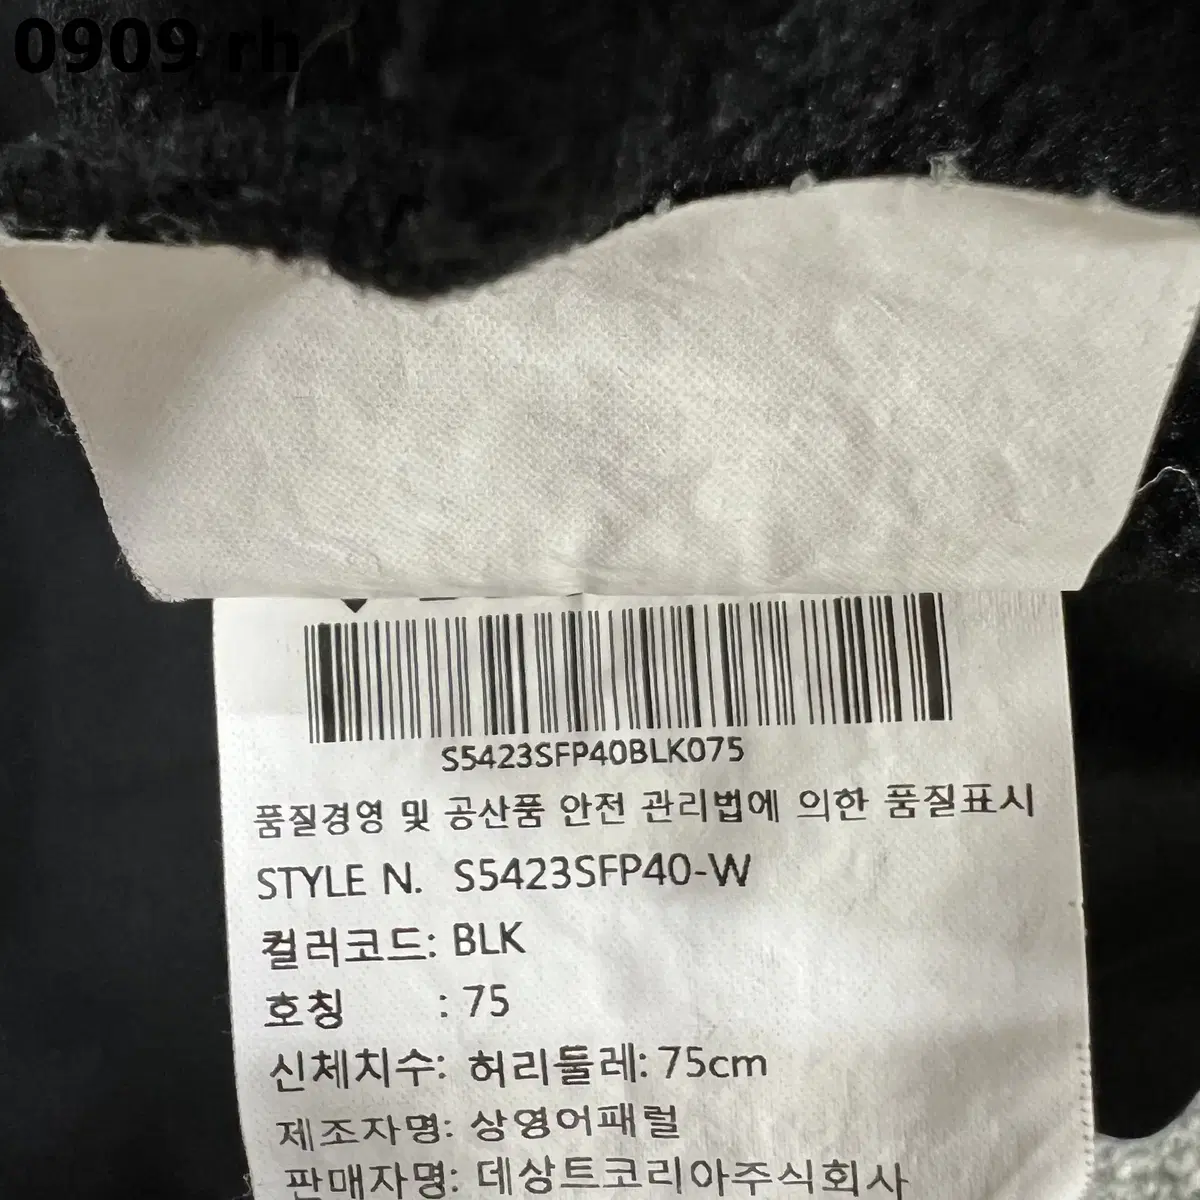 0909 rh
S5423SFP40BLK075
품질경영 및 공산품 안전 관리법에 의한 품질표시
STYLE N. S5423SFP40-W
컬러코드: BLK
호칭 : 75
신체치수: 허리둘레: 75cm
제조자명: 상영어패럴
판매자명: 데상트코리아주식회사